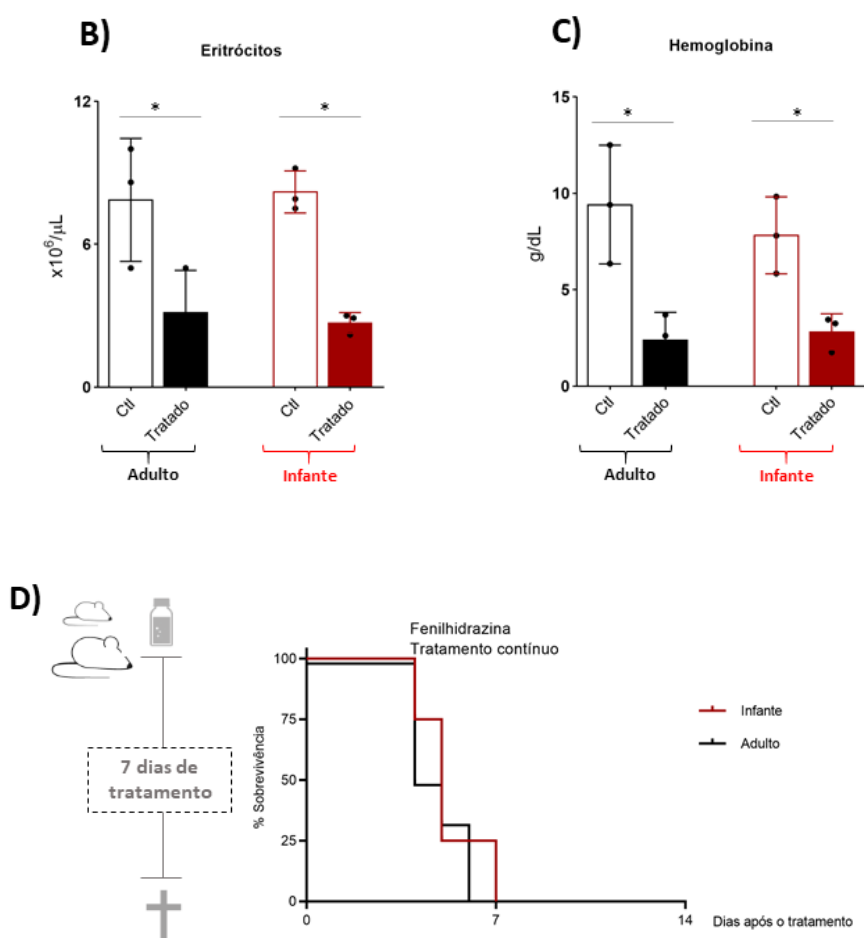 B)
Eritrócitos
12
6
0
x10⁶/µL
*
*
Ctl
Tratado
Ctl
Tratado
Adulto
Infante
C)
Hemoglobina
15
10
5
0
g/dL
*
*
Ctl
Tratado
Ctl
Tratado
Adulto
Infante
D)
7 dias de
tratamento
Fenilhidrazina
Tratamento contínuo
100
75
50
25
0
% Sobrevivência
0
7
14
Dias após o tratamento
Infante
Adulto